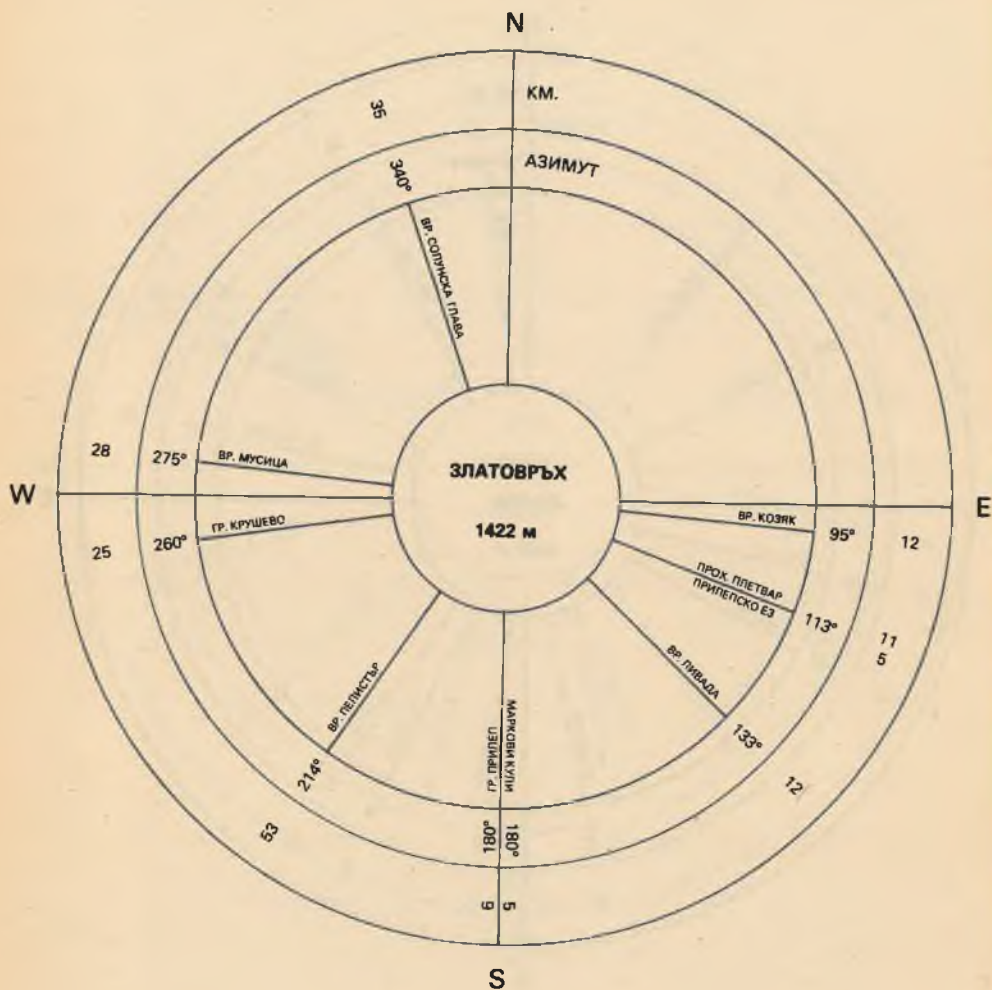 N
КМ.
АЗИМУТ
35
340°
ВР. СОЛУНСКА ГЛАВА
28
275°
ВР. МУСИЦА
W
ГР. КРУШЕВО
260°
25
ЗЛАТОВРЪХ
1422 м
E
ВР. КОЗЯК
95°
12
ПРОХ. ПЛЕТВАР
ПРИЛЕПСКО ЕЗ
113°
11
5
ВР. ЛИВАДА
133°
12
МАРКОВИ КУЛИ
180°
5
ГР. ПРИЛЕП
180°
6
ВР. ПЕЛИСТЪР
214°
53
S